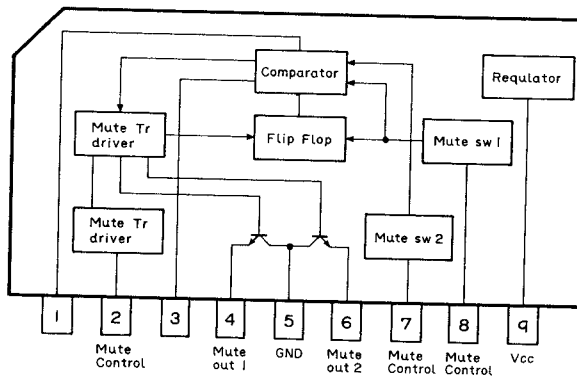 Comparator
Requlator
Mute Tr
driver
Flip Flop
Mute sw 1
Mute Tr
driver
Mute sw 2
1
2
3
4
5
6
7
8
9
Mute
Control
Mute
out 1
GND
Mute
out 2
Mute
Control
Mute
Control
Vcc